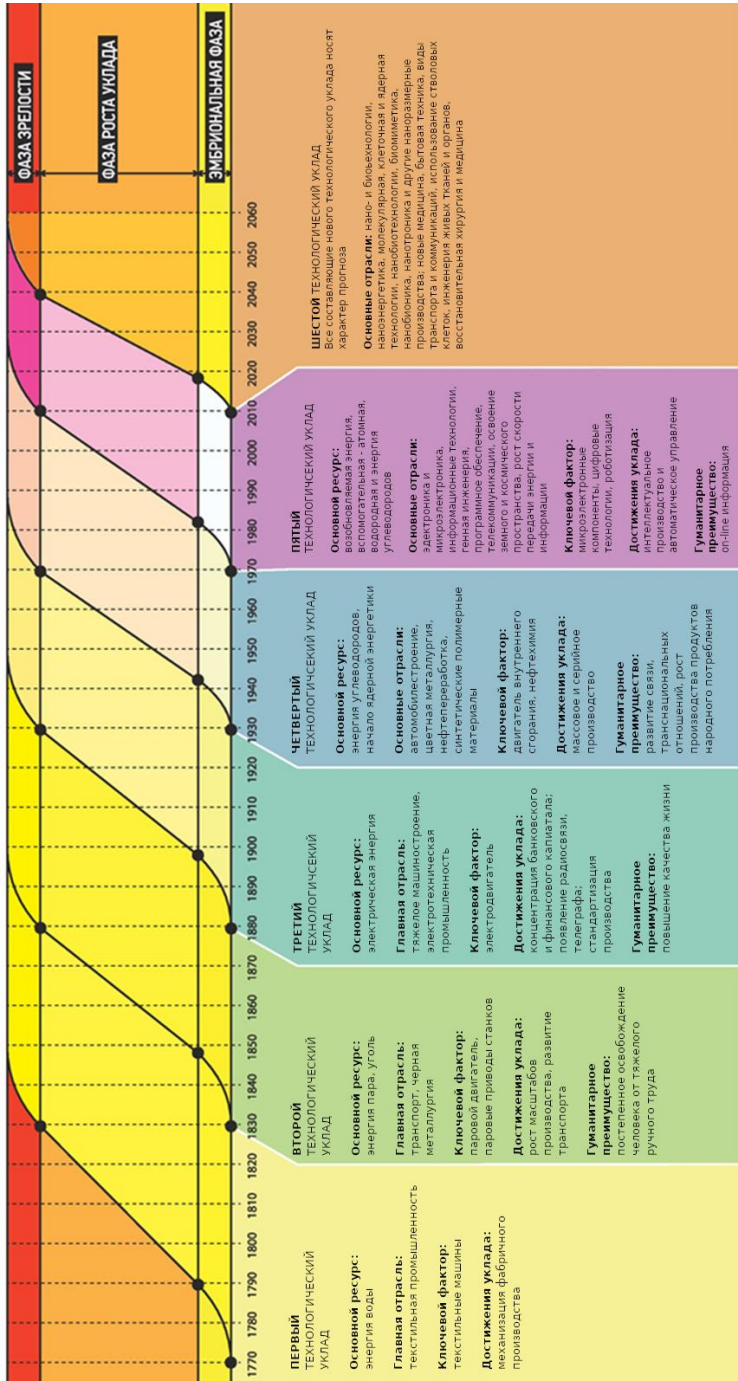 ФАЗА ЗРЕЛОСТИ
ФАЗА РОСТА УКЛАДА
ЭМБРИОНАЛЬНАЯ ФАЗА
1770
1780
1790
1800
1810
1820
1830
1840
1850
1860
1870
1880
1890
1900
1910
1920
1930
1940
1950
1960
1970
1980
1990
2000
2010
2020
2030
2040
2050
2060
ПЕРВЫЙ
ТЕХНОЛОГИЧЕСКИЙ
УКЛАД
Основной ресурс:
энергия воды
Главная отрасль:
текстильная промышленность
Ключевой фактор:
текстильные машины
Достижения уклада:
механизация фабричного
производства
ВТОРОЙ
ТЕХНОЛОГИЧЕСКИЙ
УКЛАД
Основной ресурс:
энергия пара, уголь
Главная отрасль:
транспорт, черная
металлургия
Ключевой фактор:
паровой двигатель,
паровые приводы станков
Достижения уклада:
рост масштабов
производства, развитие
транспорта
Гуманитарное
преимущество:
постепенное освобождение
человека от тяжелого
ручного труда
ТРЕТИЙ
ТЕХНОЛОГИЧСЕКИЙ
УКЛАД
Основной ресурс:
электрическая энергия
Главная отрасль:
тяжелое машиностроение,
электротехническая
промышленность
Ключевой фактор:
электродвигатель
Достижения уклада:
концентрация банковского
и финансового капиатала;
появление радиосвязи,
телеграфа;
стандартизация
производства
Гуманитарное
преимущество:
повышение качества жизни
ЧЕТВЕРТЫЙ
ТЕХНОЛОГИЧСЕКИЙ УКЛАД
Основной ресурс:
энергия углеводородов,
начало ядерной энергетики
Основные отрасли:
автомобилестроение,
цветная металлургия,
нефтепереработка,
синтетические полимерные
материалы
Ключевой фактор:
двигатель внутреннего
сгорания, нефтехимия
Достижения уклада:
массовое и серийное
производство
Гуманитарное
преимущество:
развитие связи,
транснациональных
отношений, рост
производства продуктов
народного потребления
ПЯТЫЙ
ТЕХНОЛОГИЧСЕКИЙ УКЛАД
Основной ресурс:
возобновляемая энергия,
вспомогательная - атомная,
водородная и энергия
углеводородов
Основные отрасли:
электроника и
микроэлектроника,
информационные технологии,
генная инженерия,
программое обеспечение,
телекоммуникации, освоение
земного и космического
пространства, рост скорости
передачи энергии и
информации
Ключевой фактор:
микроэлектронные
компоненты, цифровые
технологии, роботизация
Достижения уклада:
интеллектуальное
производство и
автоматическое управление
Гуманитарное
преимущество:
on-line информация
ШЕСТОЙ ТЕХНОЛОГИЧЕСКИЙ УКЛАД
Все составляющие нового технологического уклада носят
характер прогноза
Основные отрасли: нано- и биоьехнологии,
наноэнергетика, молекулярная, клеточная и ядерная
технологии, нанобиотехнологии, биомиметика,
нанобионика, нанотроника и другие наноразмерные
производства; новые медицина, бытовая техника, виды
транспорта и коммуникаций, использование стволовых
клеток, инженерия живых тканей и органов,
восстановительная хирургия и медицина